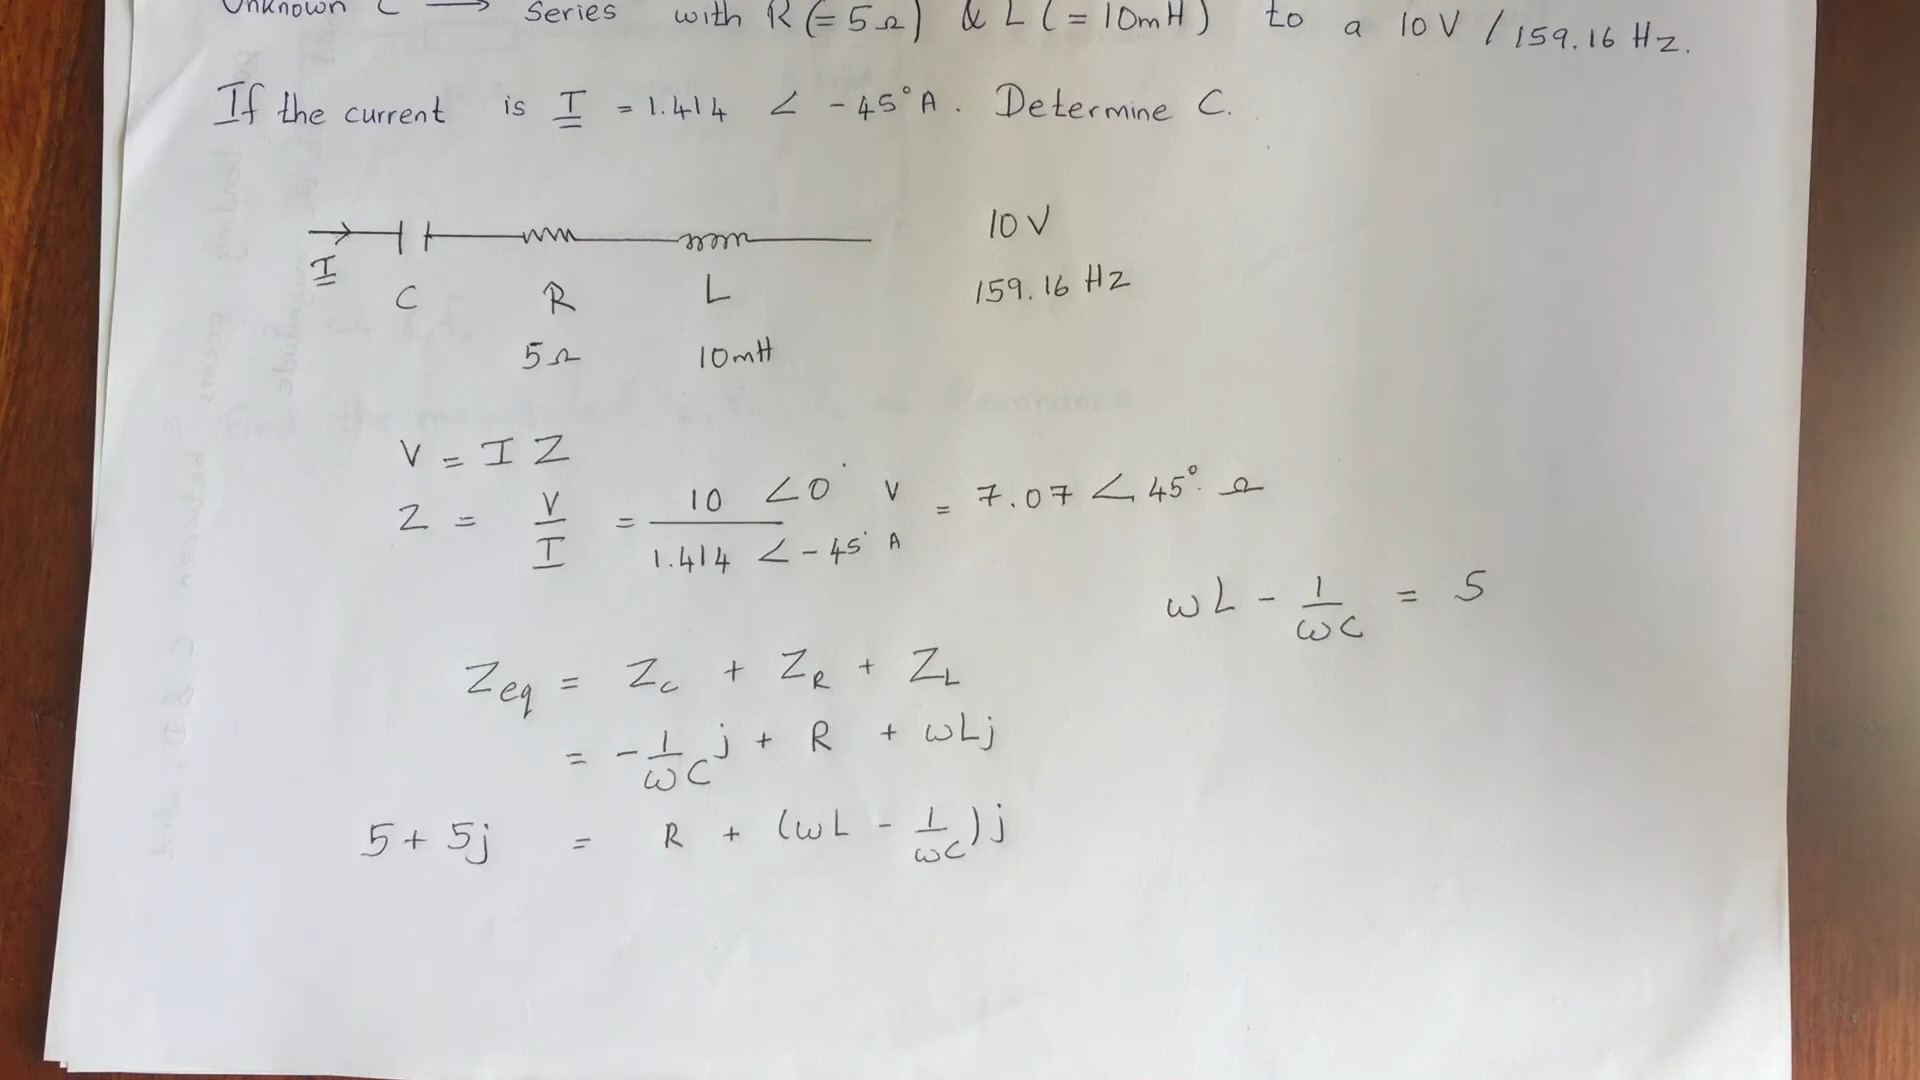 Unknown C → Series with R (= 5Ω) & L (= 10mH) to a 10V / 159.16 Hz.
If the current is I = 1.414 ∠ -45° A. Determine C.
10V
I
159.16 Hz
C R L
5Ω 10mH
V = I Z
Z = V/I = 10 ∠0° V / 1.414 ∠-45° A = 7.07 ∠45° Ω
ωL - 1/ωC = 5
Zeq = Zc + ZR + ZL
= - 1/ωC j + R + ωLj
5 + 5j = R + (ωL - 1/ωC) j